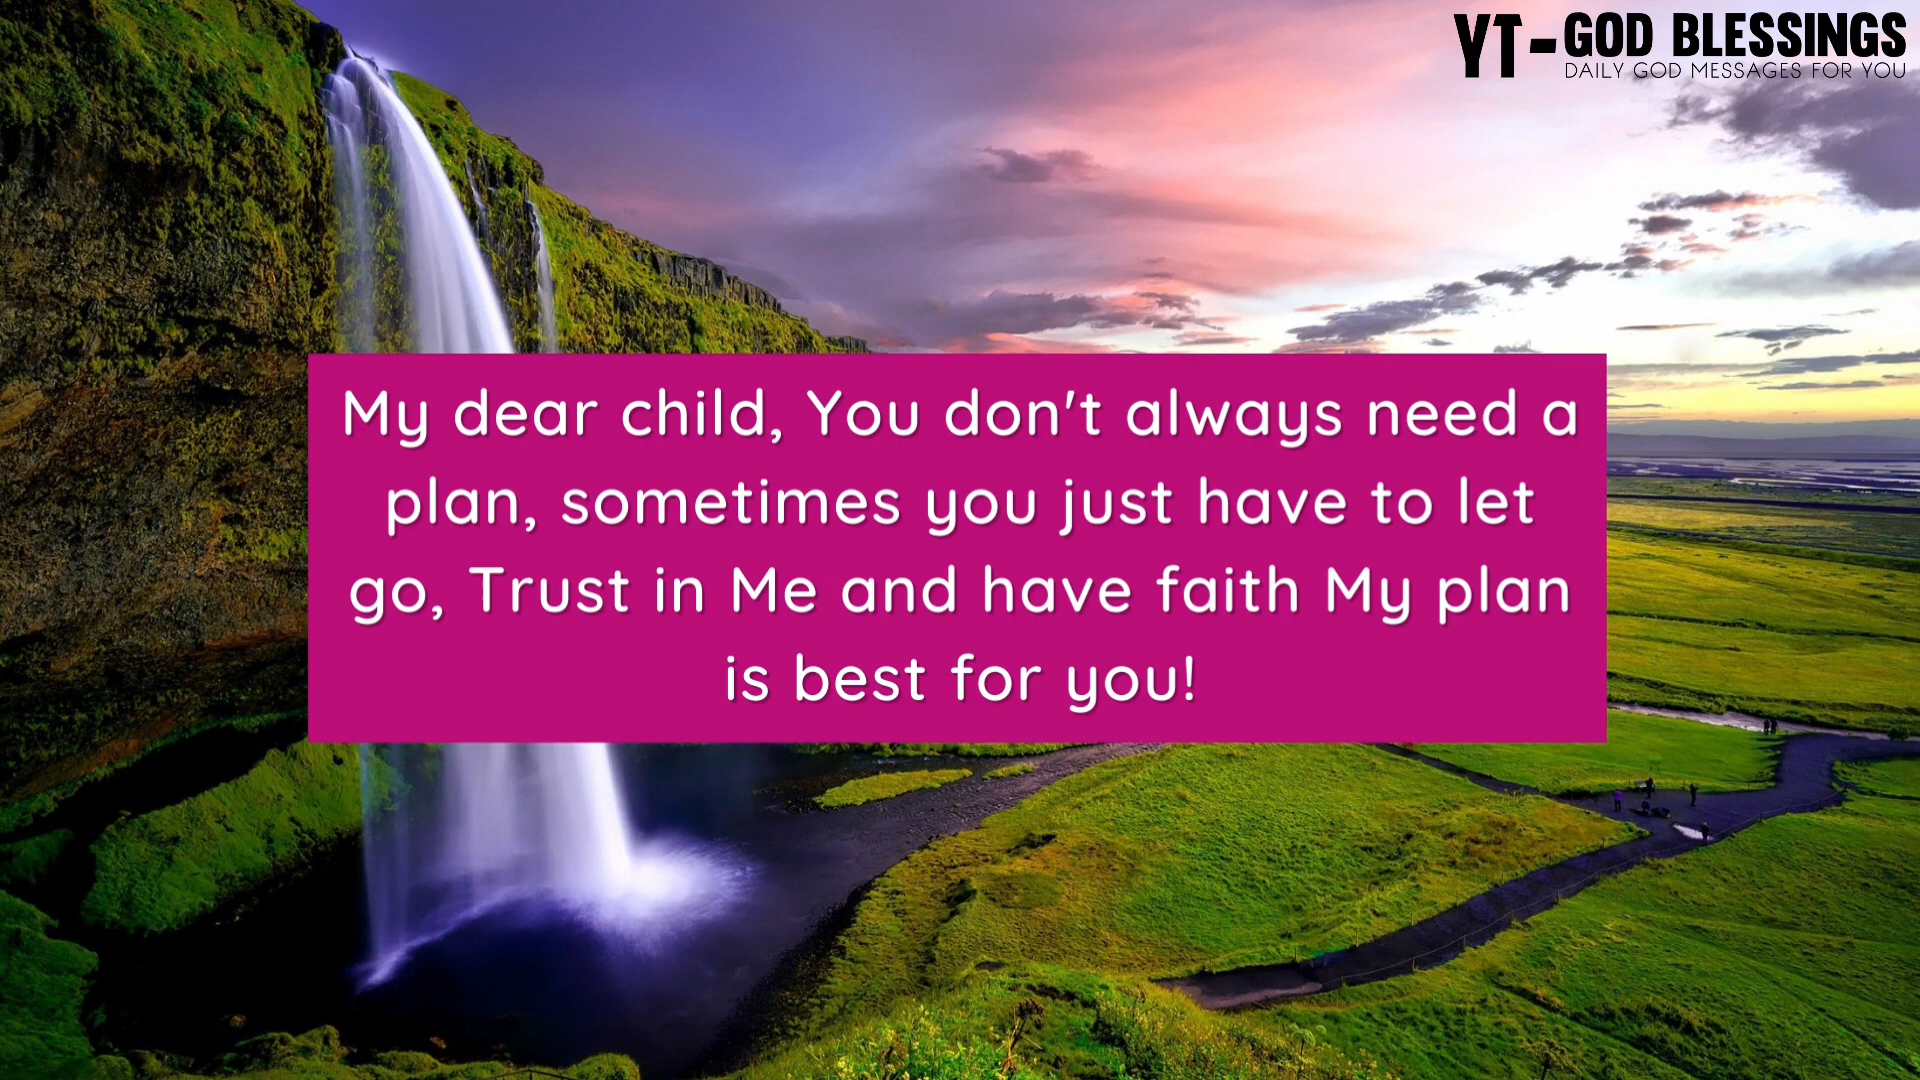 YT-GOD BLESSINGS
DAILY GOD MESSAGES FOR YOU
My dear child, You don't always need a
plan, sometimes you just have to let
go, Trust in Me and have faith My plan
is best for you!